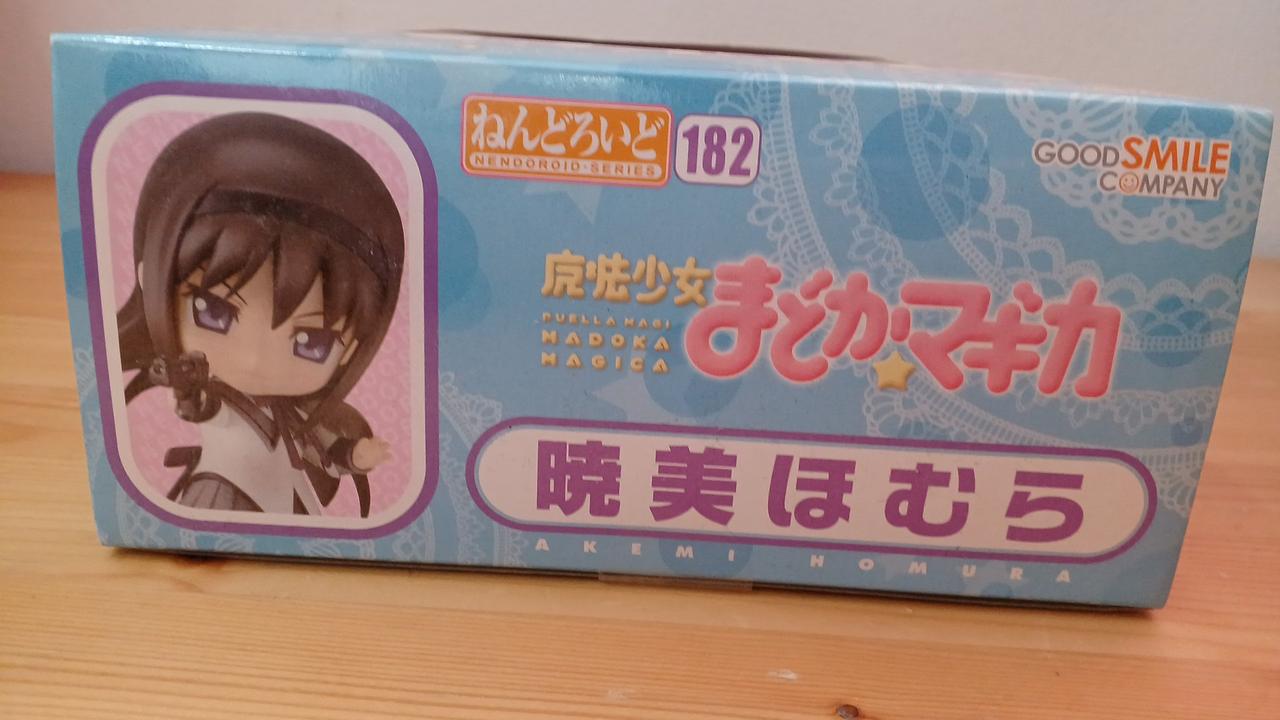 ねんどろいど
NENDOROID·SERIES
182
GOOD SMILE
COMPANY
魔法少女
まどか☆マギカ
PUELLA MAGI
MADOKA
MAGICA
暁美ほむら
AKEMI HOMURA